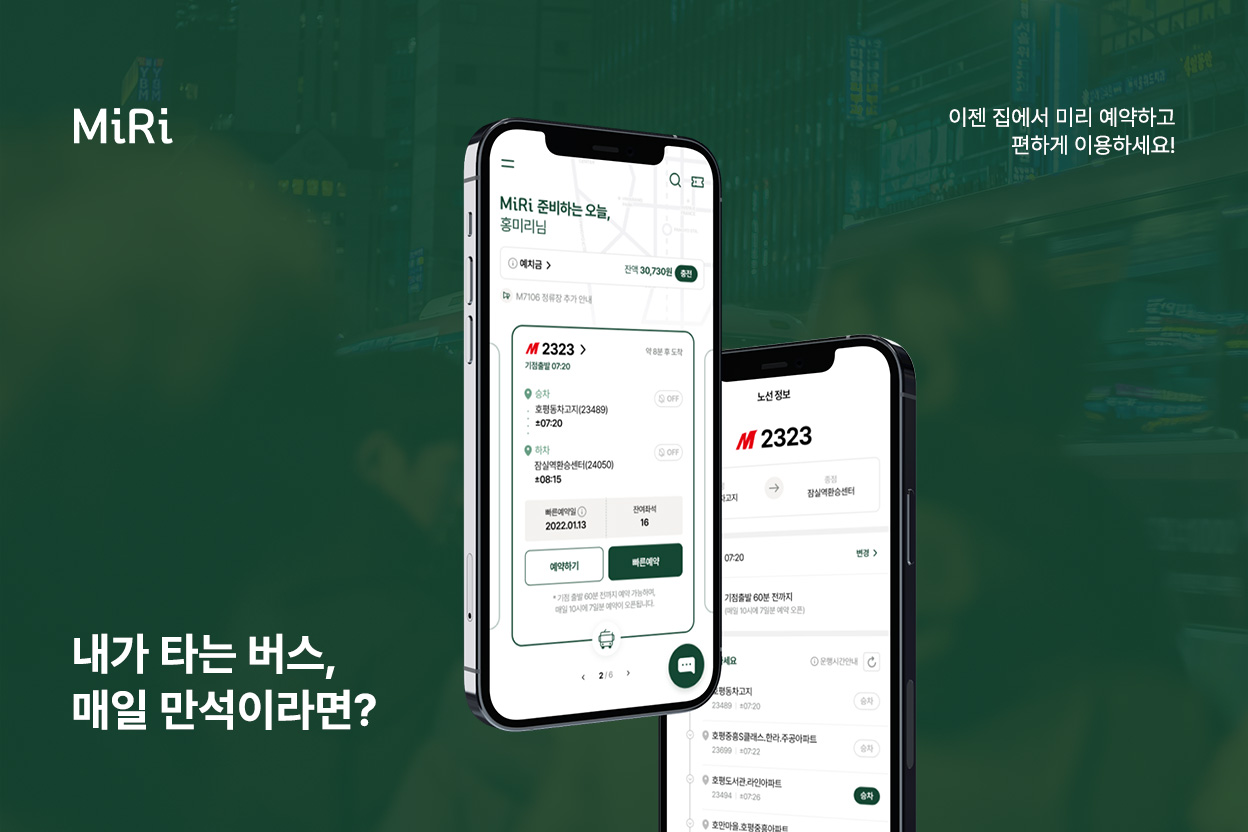 MiRi
이젠 집에서 미리 예약하고
편하게 이용하세요!
MiRi 준비하는 오늘,
홍미리님
예치금
잔액 30,730원 충전
M7106 정류장 추가 안내
M 2323
약 8분 후 도착
기점출발 07:20
승차
OFF
호평동차고지(23489)
±07:20
하차
OFF
잠실역환승센터(24050)
±08:15
빠른예약일 잔여좌석
2022.01.13 16
예약하기 빠른예약
* 기점 출발 60분 전까지 예약 가능하며,
매일 10시에 7일분 예약이 오픈됩니다.
2 / 6
노선 정보
M 2323
종점
차고지
잠실역환승센터
07:20 변경
기점출발 60분 전까지
(매일 10시에 7일분 예약 오픈)
하세요 운행시간안내
호평동차고지
23489 ±07:20 승차
호평중흥S클래스.한라.주공아파트
23699 ±07:22 승차
호평도서관.라인아파트
23494 ±07:26 승차
호만마을.호평중흥아파트
내가 타는 버스,
매일 만석이라면?
YBM
YBM